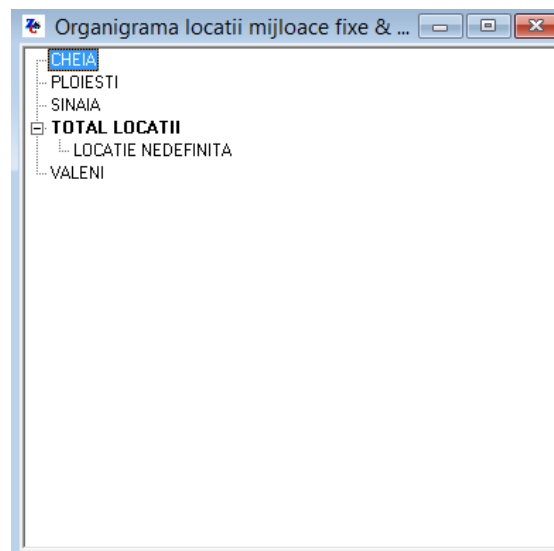 Organigrama locatii mijloace fixe & ...
CHEIA
PLOIESTI
SINAIA
TOTAL LOCATII
LOCATIE NEDEFINITA
VALENI